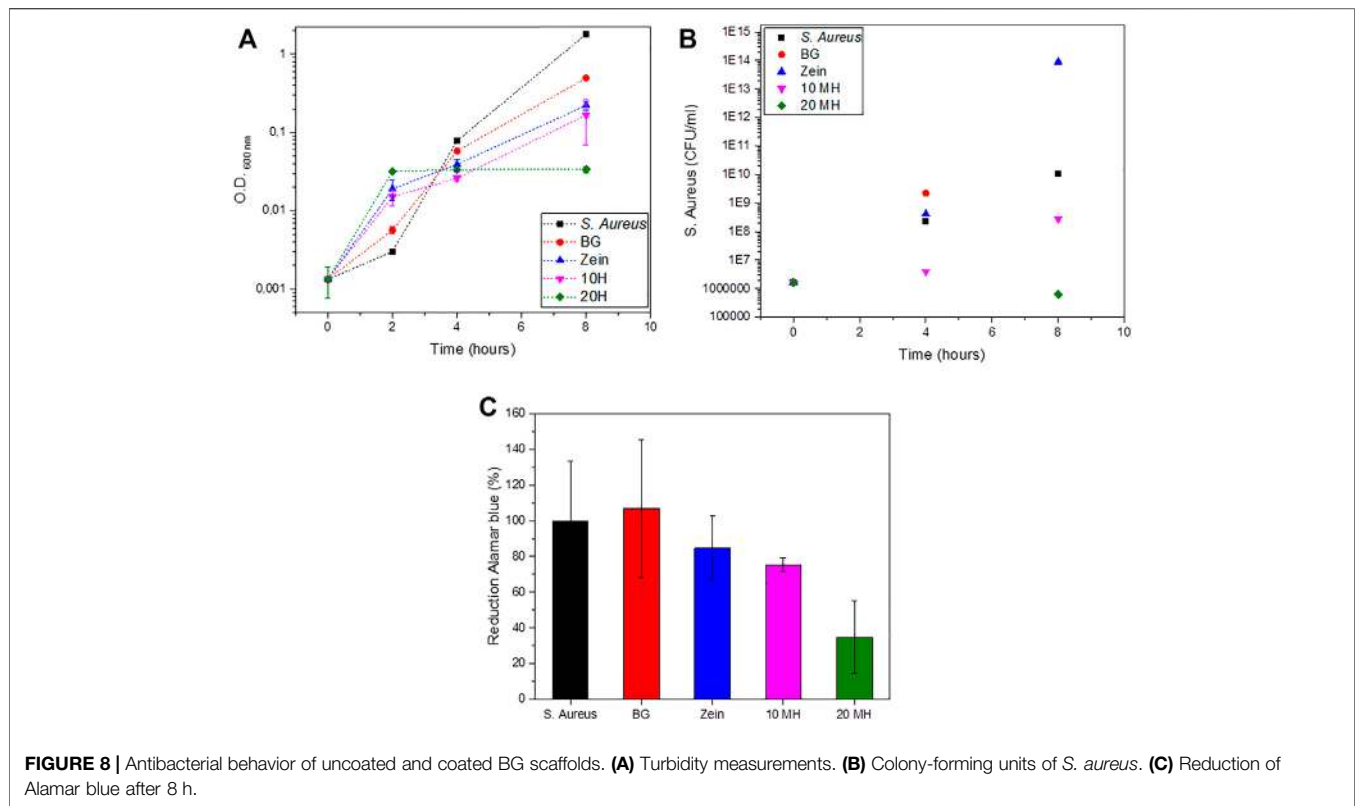 A
1
0,1
0.01
0.001
O.D. 600 nm
S. Aureus
BG
Zein
10H
20H
0
2
4
6
8
10
Time (hours)
B
1E15
1E14
1E13
1E12
1E11
1E10
1E9
1E8
1E7
1000000
100000
S. Aureus (CFU/ml)
S. Aureus
BG
Zein
10 MH
20 MH
0
2
4
6
8
10
Time (hours)
C
160
140
120
100
80
60
40
20
0
Reduction Alamar blue (%)
S. Aureus
BG
Zein
10 MH
20 MH
FIGURE 8 | Antibacterial behavior of uncoated and coated BG scaffolds. (A) Turbidity measurements. (B) Colony-forming units of S. aureus. (C) Reduction of
Alamar blue after 8 h.